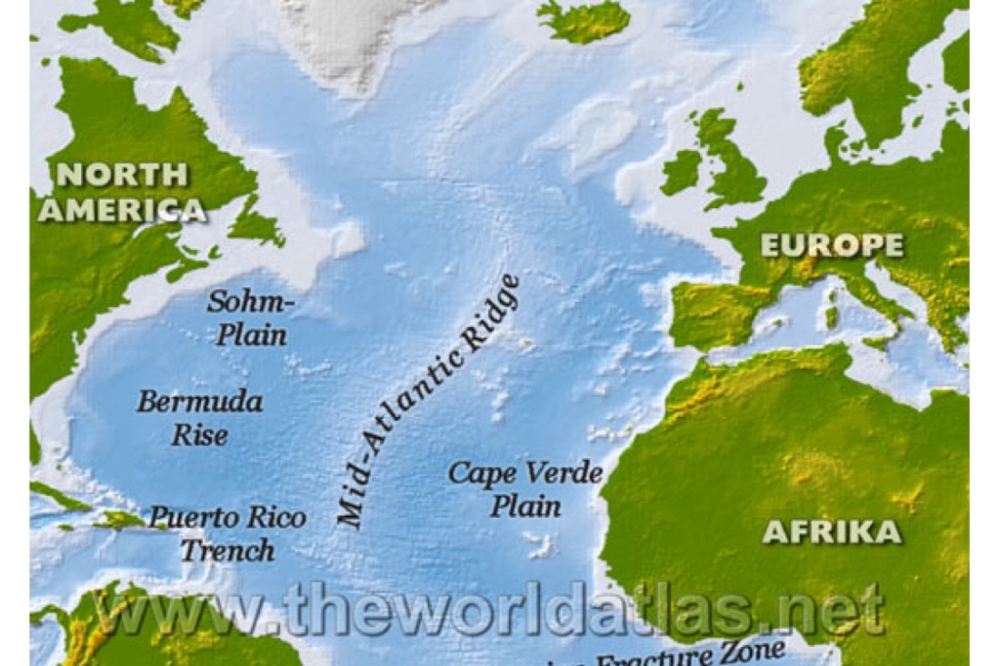 NORTH
AMERICA
EUROPE
Sohm-
Plain
Mid-Atlantic Ridge
Bermuda
Rise
Cape Verde
Plain
Puerto Rico
Trench
AFRIKA
www.theworldatlas.net
Fracture Zone